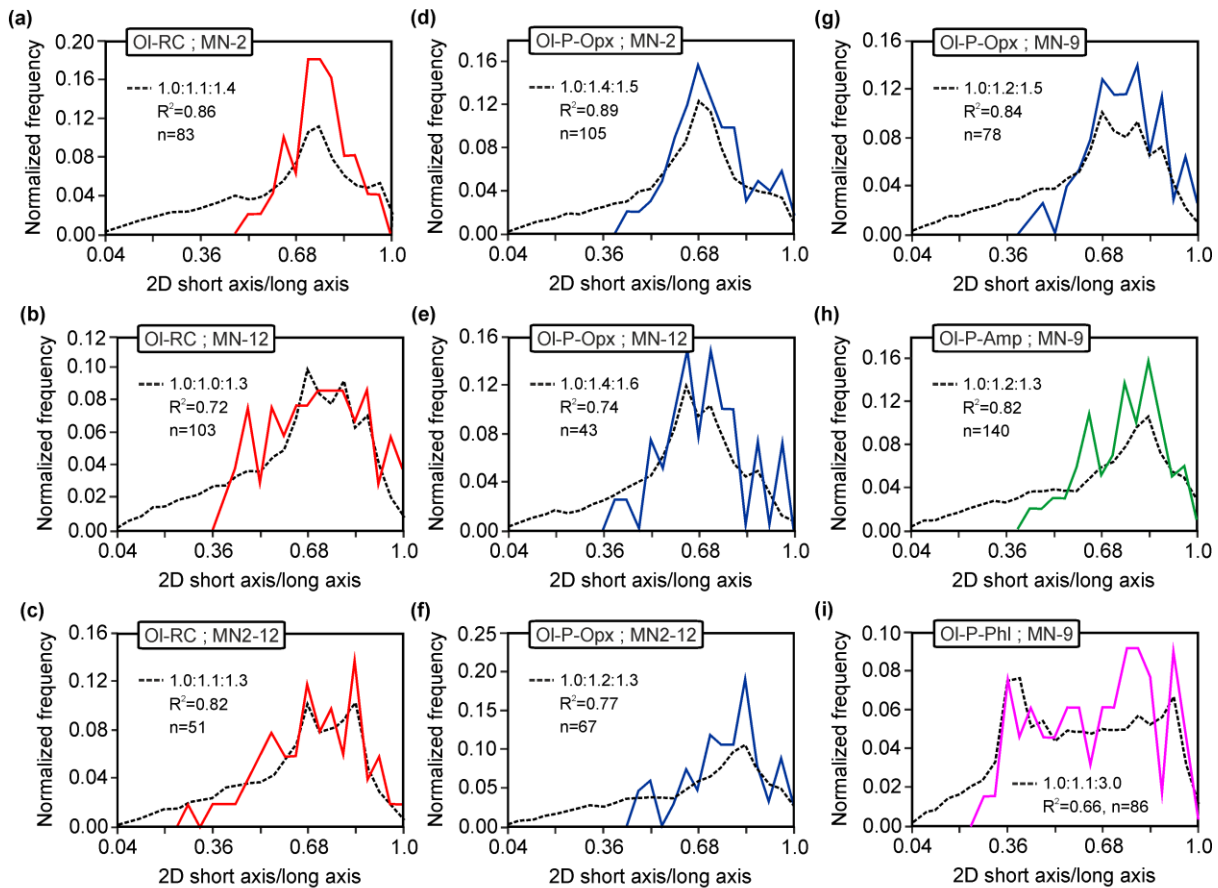 (a)
Ol-RC ; MN-2
1.0:1.1:1.4
R²=0.86
n=83
Normalized frequency
0.20
0.16
0.12
0.08
0.04
0.00
0.04 0.36 0.68 1.0
2D short axis/long axis
(d)
Ol-P-Opx ; MN-2
1.0:1.4:1.5
R²=0.89
n=105
Normalized frequency
0.16
0.12
0.08
0.04
0.00
0.04 0.36 0.68 1.0
2D short axis/long axis
(g)
Ol-P-Opx ; MN-9
1.0:1.2:1.5
R²=0.84
n=78
Normalized frequency
0.16
0.12
0.08
0.04
0.00
0.04 0.36 0.68 1.0
2D short axis/long axis
(b)
Ol-RC ; MN-12
1.0:1.0:1.3
R²=0.72
n=103
Normalized frequency
0.12
0.10
0.08
0.06
0.04
0.02
0.00
0.04 0.36 0.68 1.0
2D short axis/long axis
(e)
Ol-P-Opx ; MN-12
1.0:1.4:1.6
R²=0.74
n=43
Normalized frequency
0.16
0.12
0.08
0.04
0.00
0.04 0.36 0.68 1.0
2D short axis/long axis
(h)
Ol-P-Amp ; MN-9
1.0:1.2:1.3
R²=0.82
n=140
Normalized frequency
0.16
0.12
0.08
0.04
0.00
0.04 0.36 0.68 1.0
2D short axis/long axis
(c)
Ol-RC ; MN2-12
1.0:1.1:1.3
R²=0.82
n=51
Normalized frequency
0.16
0.12
0.08
0.04
0.00
0.04 0.36 0.68 1.0
2D short axis/long axis
(f)
Ol-P-Opx ; MN2-12
1.0:1.2:1.3
R²=0.77
n=67
Normalized frequency
0.25
0.20
0.15
0.10
0.05
0.00
0.04 0.36 0.68 1.0
2D short axis/long axis
(i)
Ol-P-Phl ; MN-9
1.0:1.1:3.0
R²=0.66, n=86
Normalized frequency
0.10
0.08
0.06
0.04
0.02
0.00
0.04 0.36 0.68 1.0
2D short axis/long axis